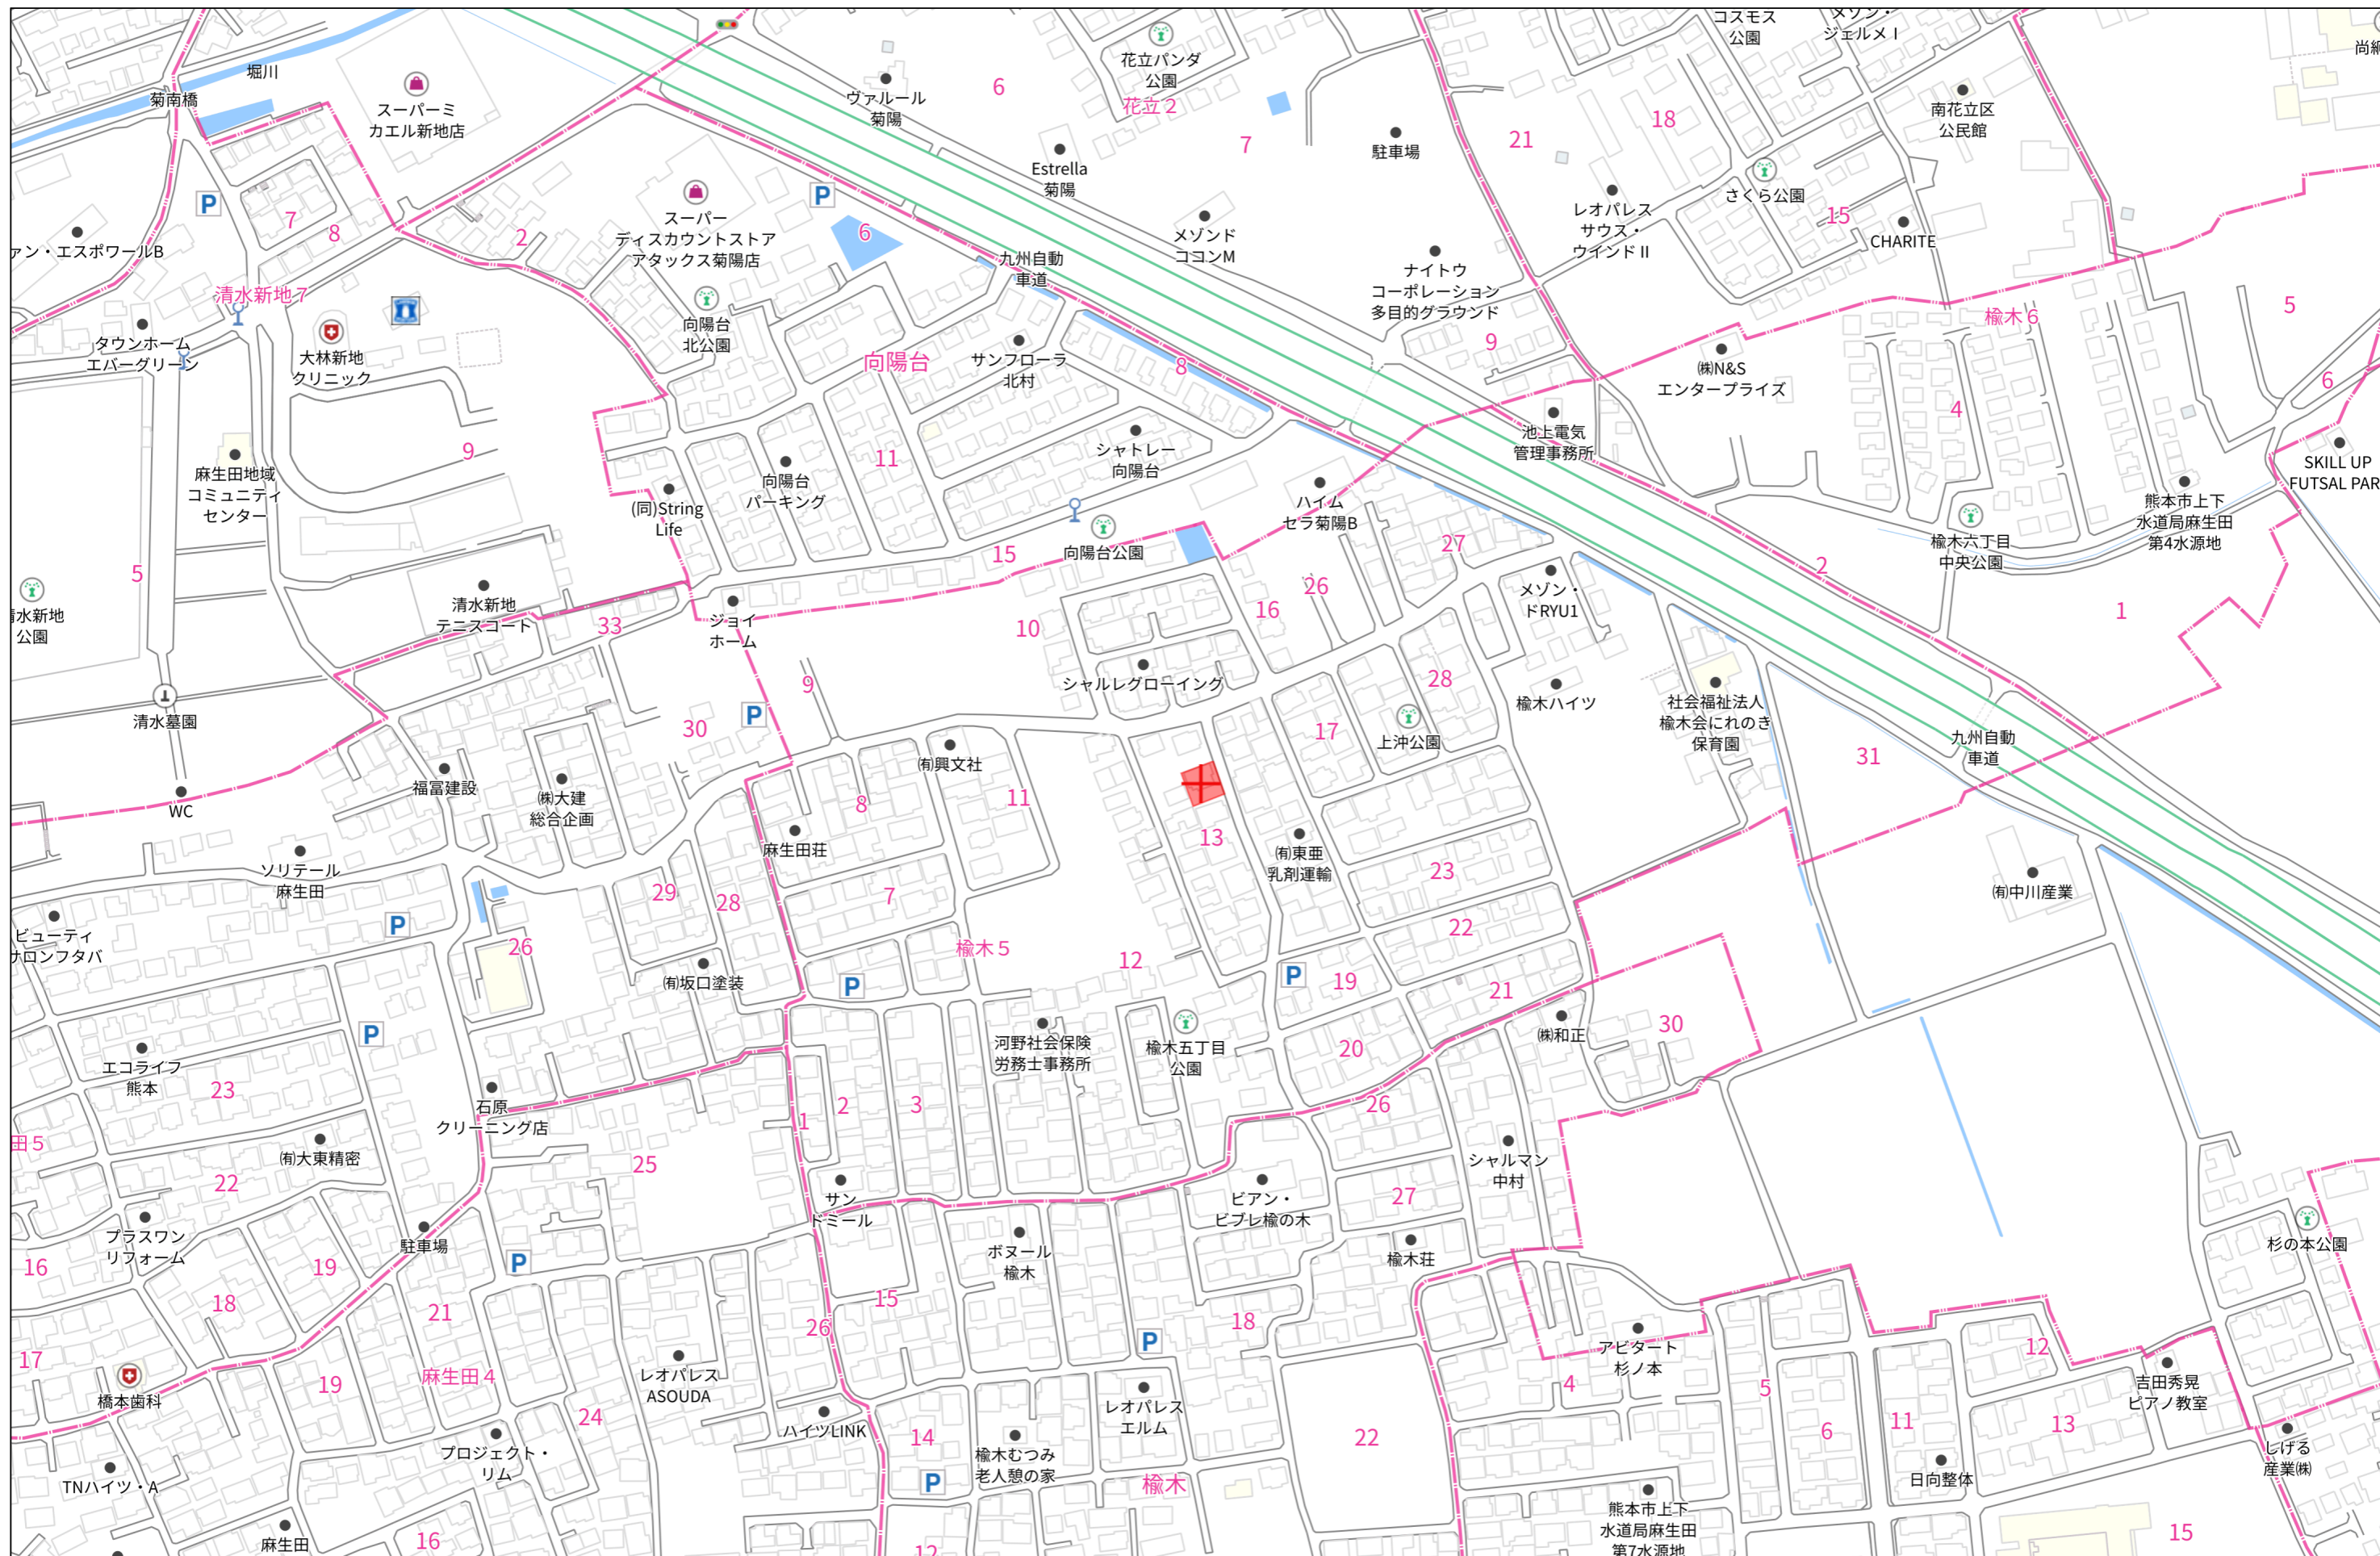 コスモス
公園
メゾン・
ジェルメⅠ
尚絅
堀川
菊南橋
スーパーミ
カエル新地店
ヴァルール
菊陽
6
花立パンダ
公園
花立２
7
Estrella
菊陽
駐車場
21
18
南花立区
公民館
さくら公園
15
CHARITE
レオパレス
サウス・
ウインドⅡ
P
7
8
2
スーパー
ディスカウントストア
アタックス菊陽店
P
6
メゾンド
ココンM
ァン・エスポワールB
清水新地７
九州自動
車道
ナイトウ
コーポレーション
多目的グラウンド
9
楡木６
5
タウンホーム
エバーグリーン
大林新地
クリニック
向陽台
北公園
向陽台
サンフローラ
北村
8
㈱N&S
エンタープライズ
4
6
麻生田地域
コミュニティ
センター
9
11
シャトレー
向陽台
池上電気
管理事務所
SKILL UP
FUTSAL PAR
向陽台
パーキング
(同)String
Life
ハイム
セラ菊陽B
熊本市上下
水道局麻生田
第4水源地
5
15
向陽台公園
27
楡木六丁目
中央公園
2
1
清水新地
公園
清水新地
テニスコート
33
ジョイ
ホーム
10
16
26
メゾン・
ドRYU1
9
シャルレグローイング
28
楡木ハイツ
社会福祉法人
楡木会にれのき
保育園
清水墓園
30
P
17
上沖公園
31
九州自動
車道
㈲興文社
福冨建設
WC
㈱大建
総合企画
8
11
麻生田荘
13
㈲東亜
乳剤運輸
23
㈲中川産業
ソリテール
麻生田
29
28
7
22
ビューティ
サロンフタバ
P
26
楡木５
12
㈲坂口塗装
P
P
19
21
P
エコライフ
熊本
23
河野社会保険
労務士事務所
楡木五丁目
公園
20
㈱和正
30
石原
クリーニング店
1
2
3
26
田５
㈲大東精密
22
25
シャルマン
中村
サン
ドミール
ビアン・
ビブレ楡の木
27
プラスワン
リフォーム
駐車場
16
19
P
ボヌール
楡木
楡木荘
杉の本公園
18
21
15
26
18
17
橋本歯科
19
麻生田４
レオパレス
ASOUDA
P
アビタート
杉ノ本
4
5
12
吉田秀晃
ピアノ教室
24
ハイツLINK
14
レオパレス
エルム
22
6
11
13
プロジェクト・
リム
楡木むつみ
老人憩の家
しげる
産業㈱
TNハイツ・A
P
楡木
日向整体
麻生田
16
12
熊本市上下
水道局麻生田
第7水源地
15